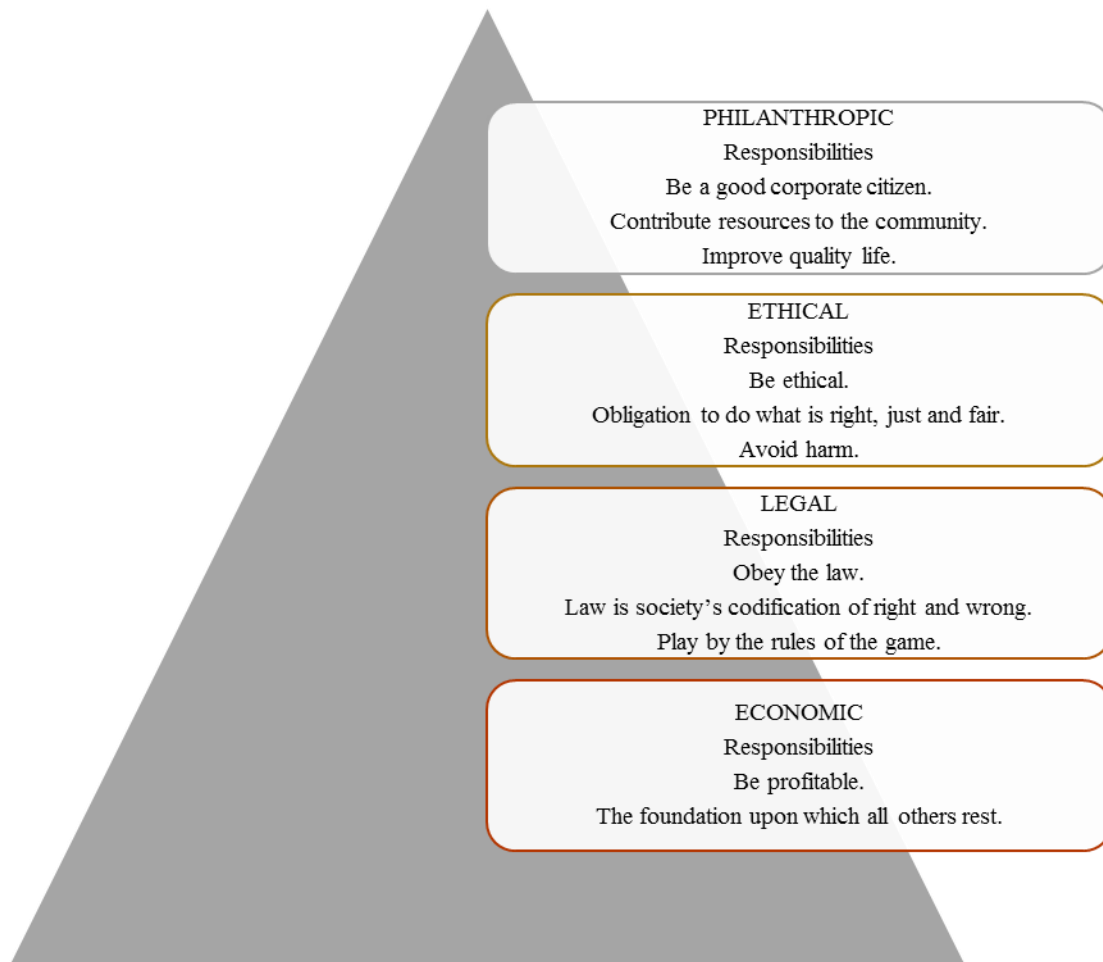 PHILANTHROPIC
Responsibilities
Be a good corporate citizen.
Contribute resources to the community.
Improve quality life.
ETHICAL
Responsibilities
Be ethical.
Obligation to do what is right, just and fair.
Avoid harm.
LEGAL
Responsibilities
Obey the law.
Law is society’s codification of right and wrong.
Play by the rules of the game.
ECONOMIC
Responsibilities
Be profitable.
The foundation upon which all others rest.